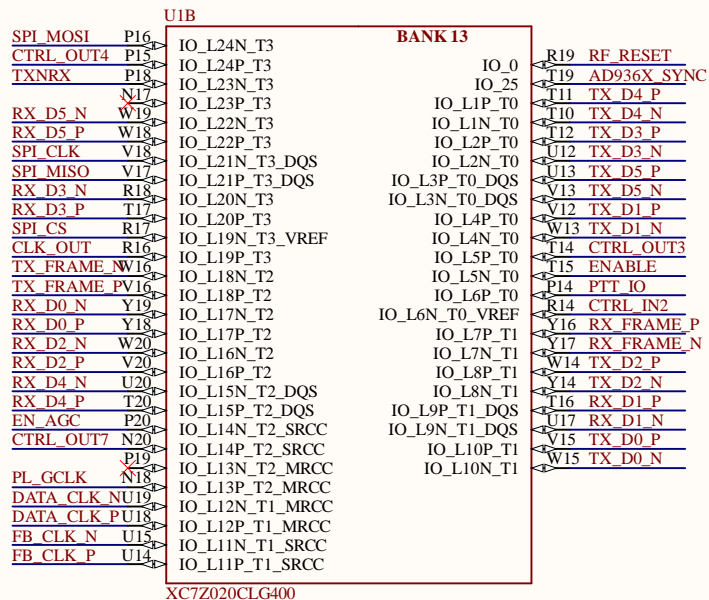 U1B
BANK 13
SPI_MOSI P16 IO_L24N_T3
CTRL_OUT4 P15 IO_L24P_T3
TXNRX P18 IO_L23N_T3
N17 IO_L23P_T3
RX_D5_N W19 IO_L22N_T3
RX_D5_P W18 IO_L22P_T3
SPI_CLK V18 IO_L21N_T3_DQS
SPI_MISO V17 IO_L21P_T3_DQS
RX_D3_N R18 IO_L20N_T3
RX_D3_P T17 IO_L20P_T3
SPI_CS R17 IO_L19N_T3_VREF
CLK_OUT R16 IO_L19P_T3
TX_FRAME_N W16 IO_L18N_T2
TX_FRAME_P V16 IO_L18P_T2
RX_D0_N Y19 IO_L17N_T2
RX_D0_P Y18 IO_L17P_T2
RX_D2_N W20 IO_L16N_T2
RX_D2_P V20 IO_L16P_T2
RX_D4_N U20 IO_L15N_T2_DQS
RX_D4_P T20 IO_L15P_T2_DQS
EN_AGC P20 IO_L14N_T2_SRCC
CTRL_OUT7 N20 IO_L14P_T2_SRCC
P19 IO_L13N_T2_MRCC
PL_GCLK N18 IO_L13P_T2_MRCC
DATA_CLK_N U19 IO_L12N_T1_MRCC
DATA_CLK_P U18 IO_L12P_T1_MRCC
FB_CLK_N U15 IO_L11N_T1_SRCC
FB_CLK_P U14 IO_L11P_T1_SRCC
IO_0 R19 RF_RESET
IO_25 T19 AD936X_SYNC
IO_L1P_T0 T11 TX_D4_P
IO_L1N_T0 T10 TX_D4_N
IO_L2P_T0 T12 TX_D3_P
IO_L2N_T0 U12 TX_D3_N
IO_L3P_T0_DQS U13 TX_D5_P
IO_L3N_T0_DQS V13 TX_D5_N
IO_L4P_T0 V12 TX_D1_P
IO_L4N_T0 W13 TX_D1_N
IO_L5P_T0 T14 CTRL_OUT3
IO_L5N_T0 T15 ENABLE
IO_L6P_T0 P14 PTT_IO
IO_L6N_T0_VREF R14 CTRL_IN2
IO_L7P_T1 Y16 RX_FRAME_P
IO_L7N_T1 Y17 RX_FRAME_N
IO_L8P_T1 W14 TX_D2_P
IO_L8N_T1 Y14 TX_D2_N
IO_L9P_T1_DQS T16 RX_D1_P
IO_L9N_T1_DQS U17 RX_D1_N
IO_L10P_T1 V15 TX_D0_P
IO_L10N_T1 W15 TX_D0_N
XC7Z020CLG400